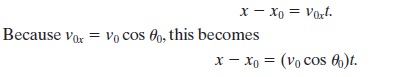 x − x₀ = v₀ₓt.
Because v₀ₓ = v₀ cos θ₀, this becomes
x − x₀ = (v₀ cos θ₀)t.